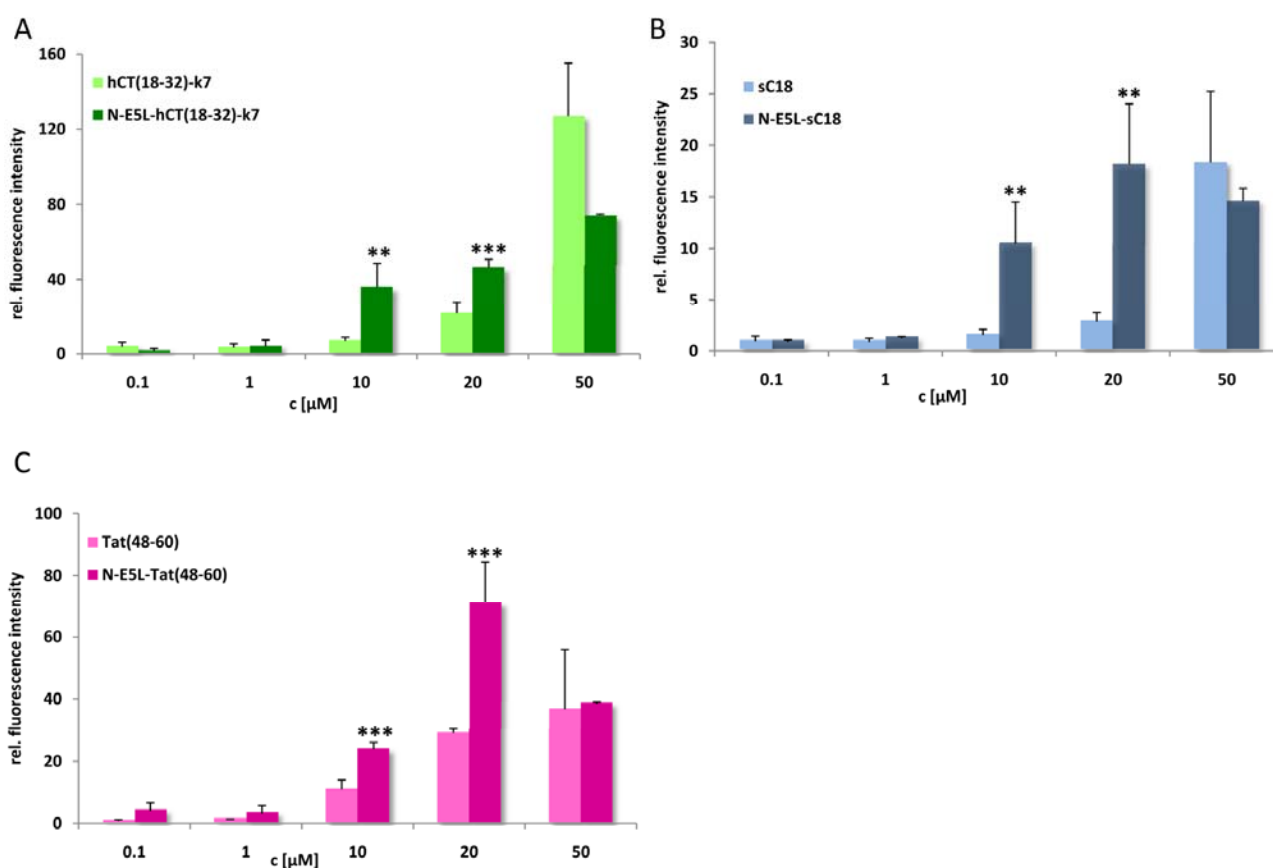 A
160
120
80
40
0
rel. fluorescence intensity
hCT(18-32)-k7
N-E5L-hCT(18-32)-k7
**
***
0.1 1 10 20 50
c [µM]
B
30
25
20
15
10
5
0
rel. fluorescence intensity
sC18
N-E5L-sC18
**
**
0.1 1 10 20 50
c [µM]
C
100
80
60
40
20
0
rel. fluorescence intensity
Tat(48-60)
N-E5L-Tat(48-60)
***
***
0.1 1 10 20 50
c [µM]